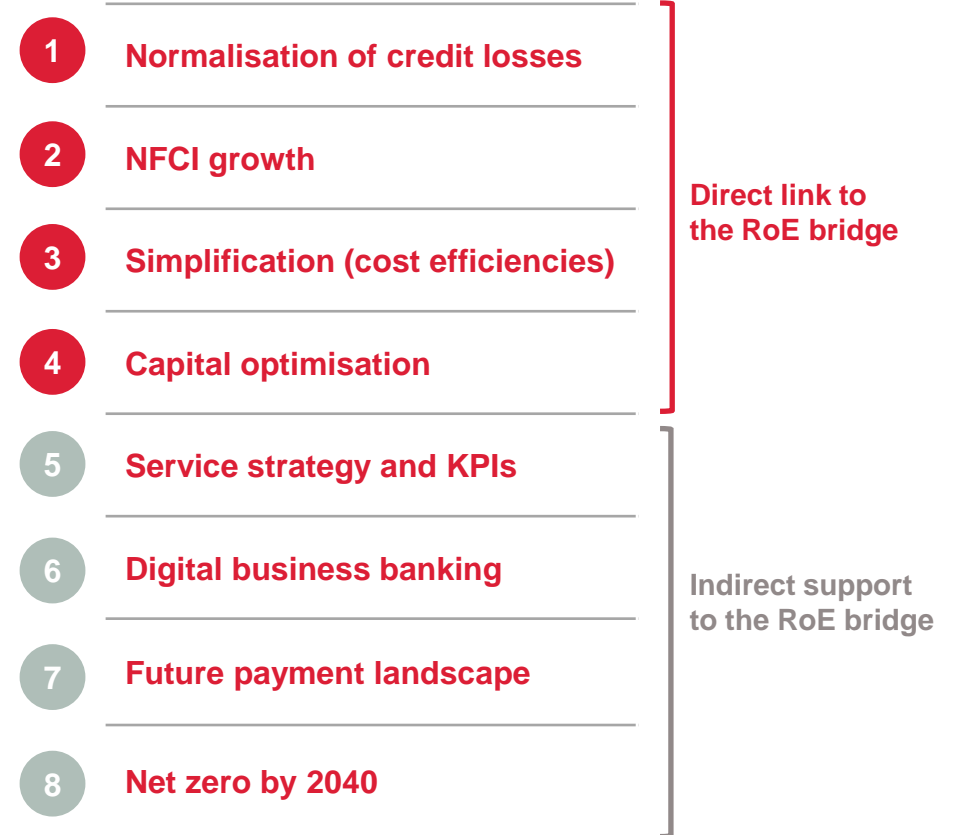 1 Normalisation of credit losses
2 NFCI growth
3 Simplification (cost efficiencies)
4 Capital optimisation
Direct link to
the RoE bridge
5 Service strategy and KPIs
6 Digital business banking
7 Future payment landscape
8 Net zero by 2040
Indirect support
to the RoE bridge